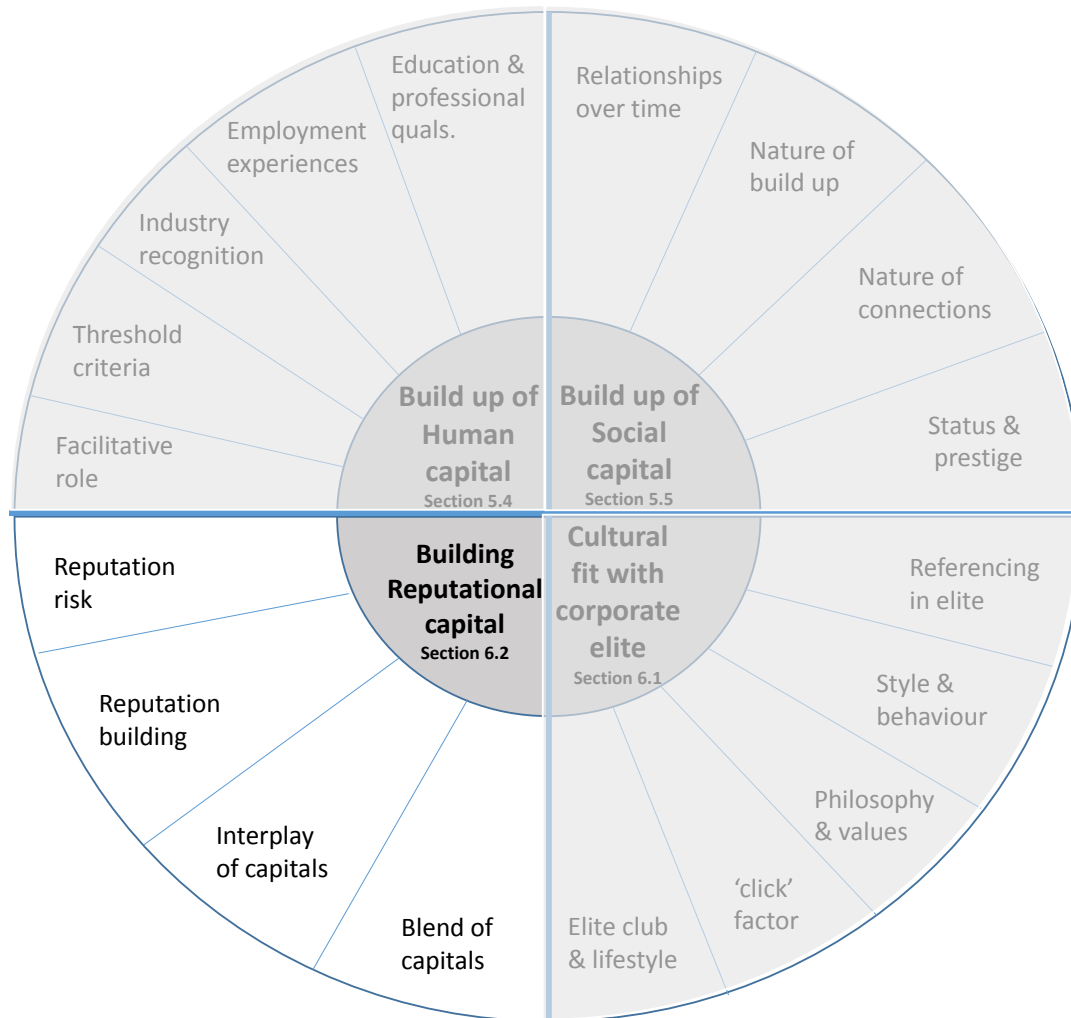 Education &
professional
quals.
Employment
experiences
Industry
recognition
Threshold
criteria
Facilitative
role
Build up of
Human
capital
Section 5.4
Relationships
over time
Nature of
build up
Nature of
connections
Status &
prestige
Build up of
Social
capital
Section 5.5
Reputation
risk
Reputation
building
Interplay
of capitals
Blend of
capitals
Building
Reputational
capital
Section 6.2
Cultural
fit with
corporate
elite
Section 6.1
Referencing
in elite
Style &
behaviour
Philosophy
& values
‘click’
factor
Elite club
& lifestyle